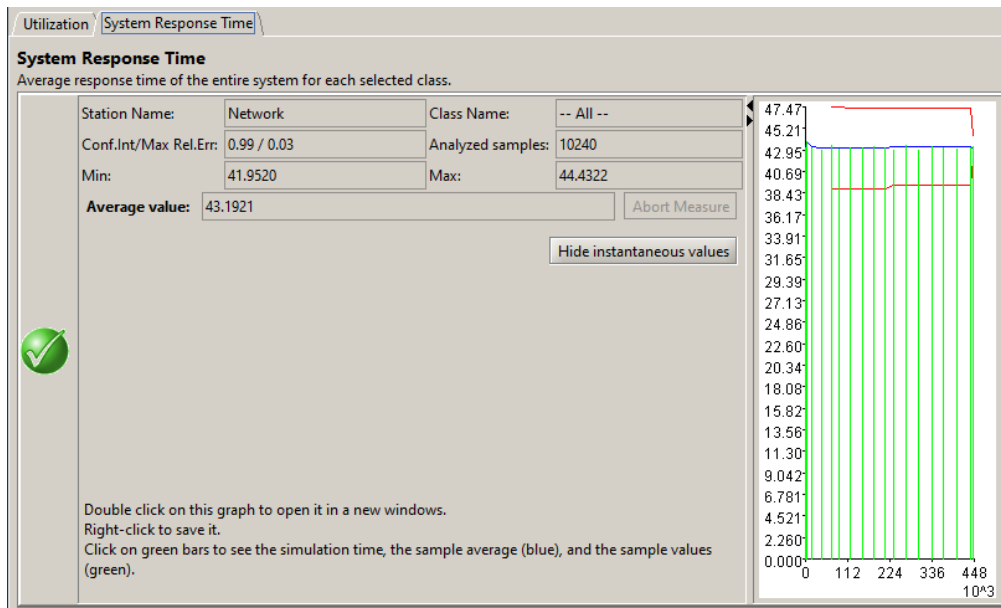 Utilization System Response Time
System Response Time
Average response time of the entire system for each selected class.
Station Name: Network Class Name: -- All --
Conf.Int/Max Rel.Err: 0.99 / 0.03 Analyzed samples: 10240
Min: 41.9520 Max: 44.4322
Average value: 43.1921 Abort Measure
Hide instantaneous values
Double click on this graph to open it in a new windows.
Right-click to save it.
Click on green bars to see the simulation time, the sample average (blue), and the sample values
(green).
47.47
45.21
42.95
40.69
38.43
36.17
33.91
31.65
29.39
27.13
24.86
22.60
20.34
18.08
15.82
13.56
11.30
9.042
6.781
4.521
2.260
0.000
0 112 224 336 448
10^3